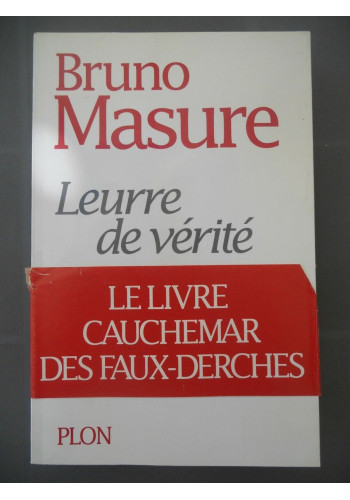 Bruno
Masure
Leurre
de vérité
LE LIVRE
CAUCHEMAR
DES FAUX-DERCHES
PLON